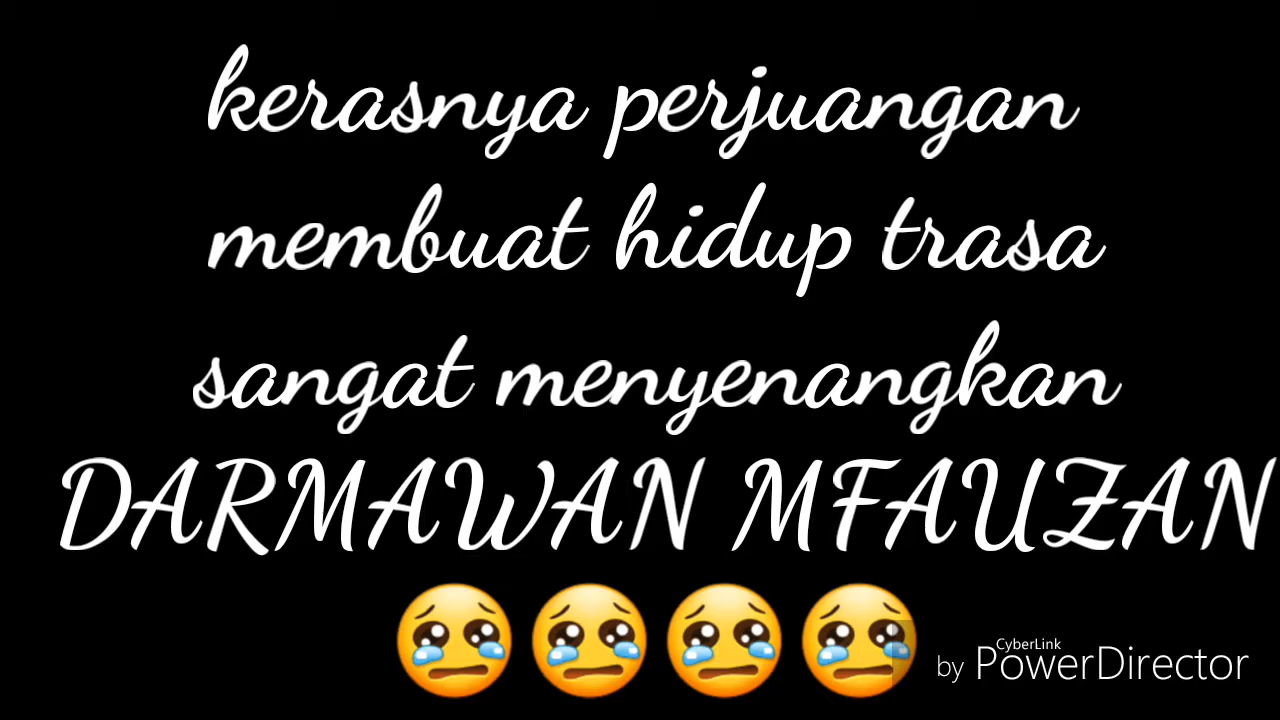 kerasnya perjuangan
membuat hidup trasa
sangat menyenangkan
DARMAWAN MFAUZAN
😢😢😢😢
by CyberLink PowerDirector